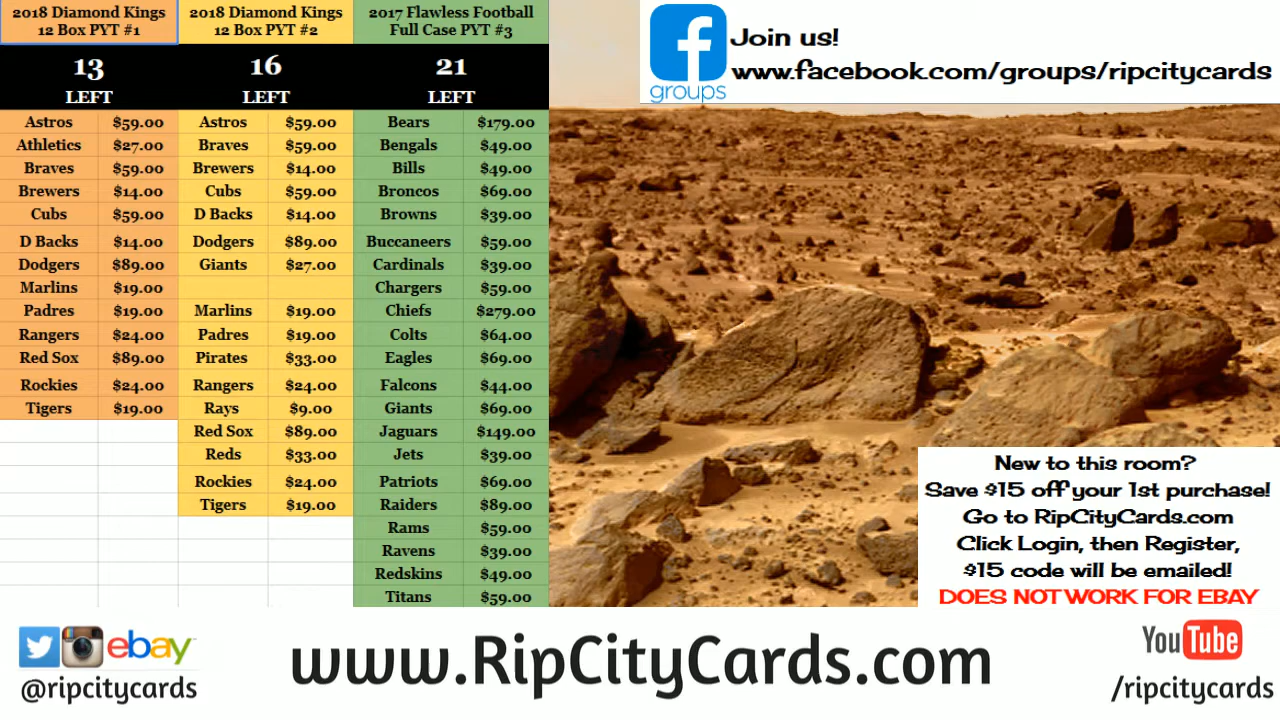 2018 Diamond Kings
12 Box PYT #1
13
LEFT
Astros $59.00
Athletics $27.00
Braves $59.00
Brewers $14.00
Cubs $59.00
D Backs $14.00
Dodgers $89.00
Marlins $19.00
Padres $19.00
Rangers $24.00
Red Sox $89.00
Rockies $24.00
Tigers $19.00
2018 Diamond Kings
12 Box PYT #2
16
LEFT
Astros $59.00
Braves $59.00
Brewers $14.00
Cubs $59.00
D Backs $14.00
Dodgers $89.00
Giants $27.00
Marlins $19.00
Padres $19.00
Pirates $33.00
Rangers $24.00
Rays $9.00
Red Sox $89.00
Reds $33.00
Rockies $24.00
Tigers $19.00
2017 Flawless Football
Full Case PYT #3
21
LEFT
Bears $179.00
Bengals $49.00
Bills $49.00
Broncos $69.00
Browns $39.00
Buccaneers $59.00
Cardinals $39.00
Chargers $59.00
Chiefs $279.00
Colts $64.00
Eagles $69.00
Falcons $44.00
Giants $69.00
Jaguars $149.00
Jets $39.00
Patriots $69.00
Raiders $89.00
Rams $59.00
Ravens $39.00
Redskins $49.00
Titans $59.00
f
groups
Join us!
www.facebook.com/groups/ripcitycards
New to this room?
Save $15 off your 1st purchase!
Go to RipCityCards.com
Click Login, then Register,
$15 code will be emailed!
DOES NOT WORK FOR EBAY
ebay
@ripcitycards
www.RipCityCards.com
YouTube
/ripcitycards